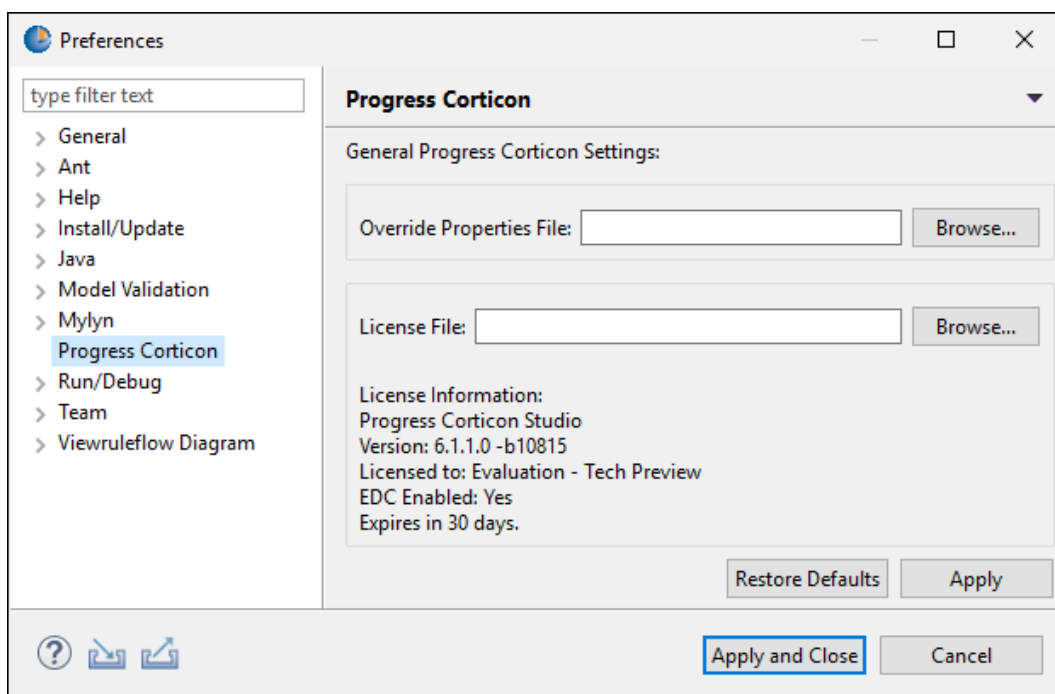 Preferences
type filter text
General
Ant
Help
Install/Update
Java
Model Validation
Mylyn
Progress Corticon
Run/Debug
Team
Viewruleflow Diagram
Progress Corticon
General Progress Corticon Settings:
Override Properties File:
Browse...
License File:
Browse...
License Information:
Progress Corticon Studio
Version: 6.1.1.0 -b10815
Licensed to: Evaluation - Tech Preview
EDC Enabled: Yes
Expires in 30 days.
Restore Defaults
Apply
?
Apply and Close
Cancel